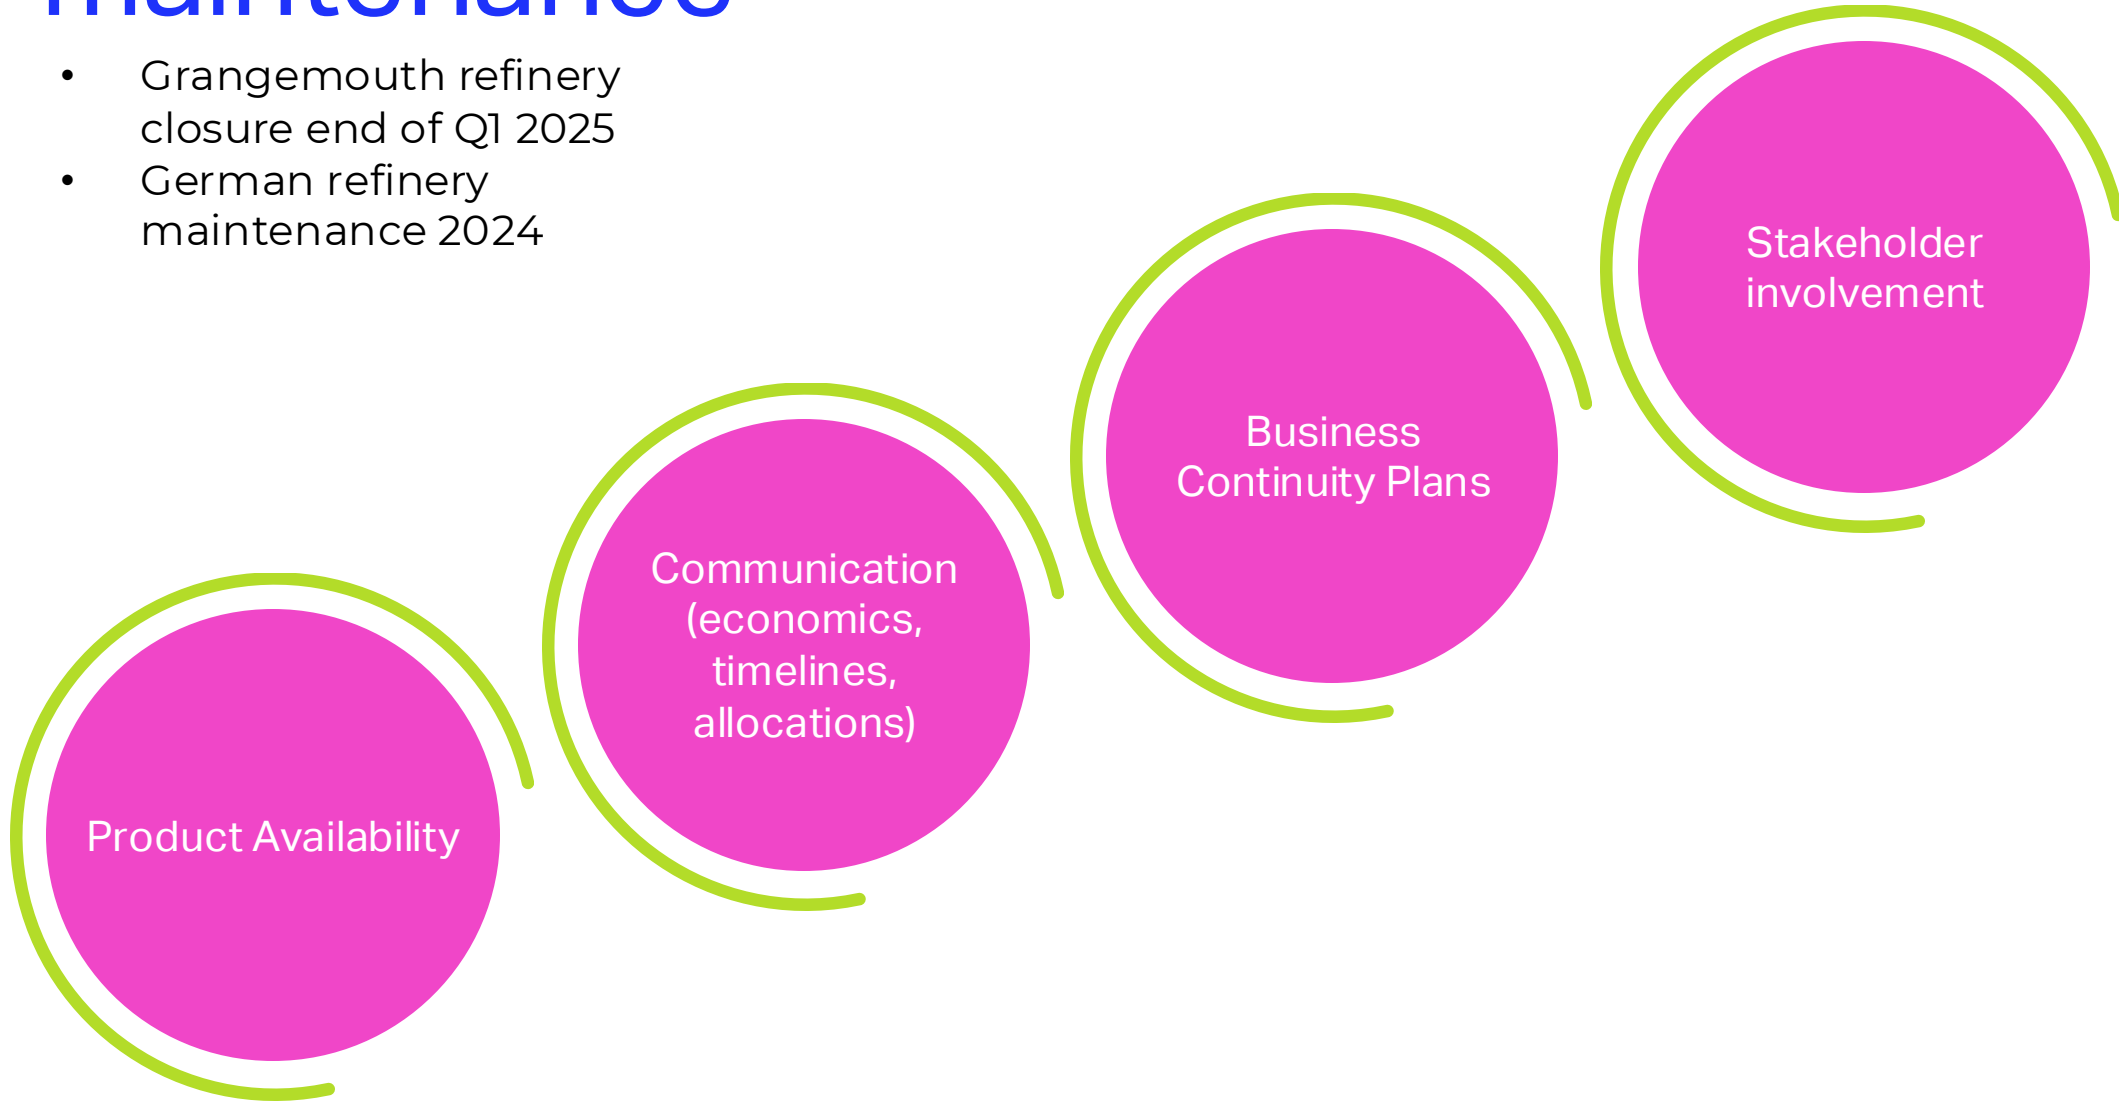 maintenance
• Grangemouth refinery
closure end of Q1 2025
• German refinery
maintenance 2024
Stakeholder
involvement
Business
Continuity Plans
Communication
(economics,
timelines,
allocations)
Product Availability